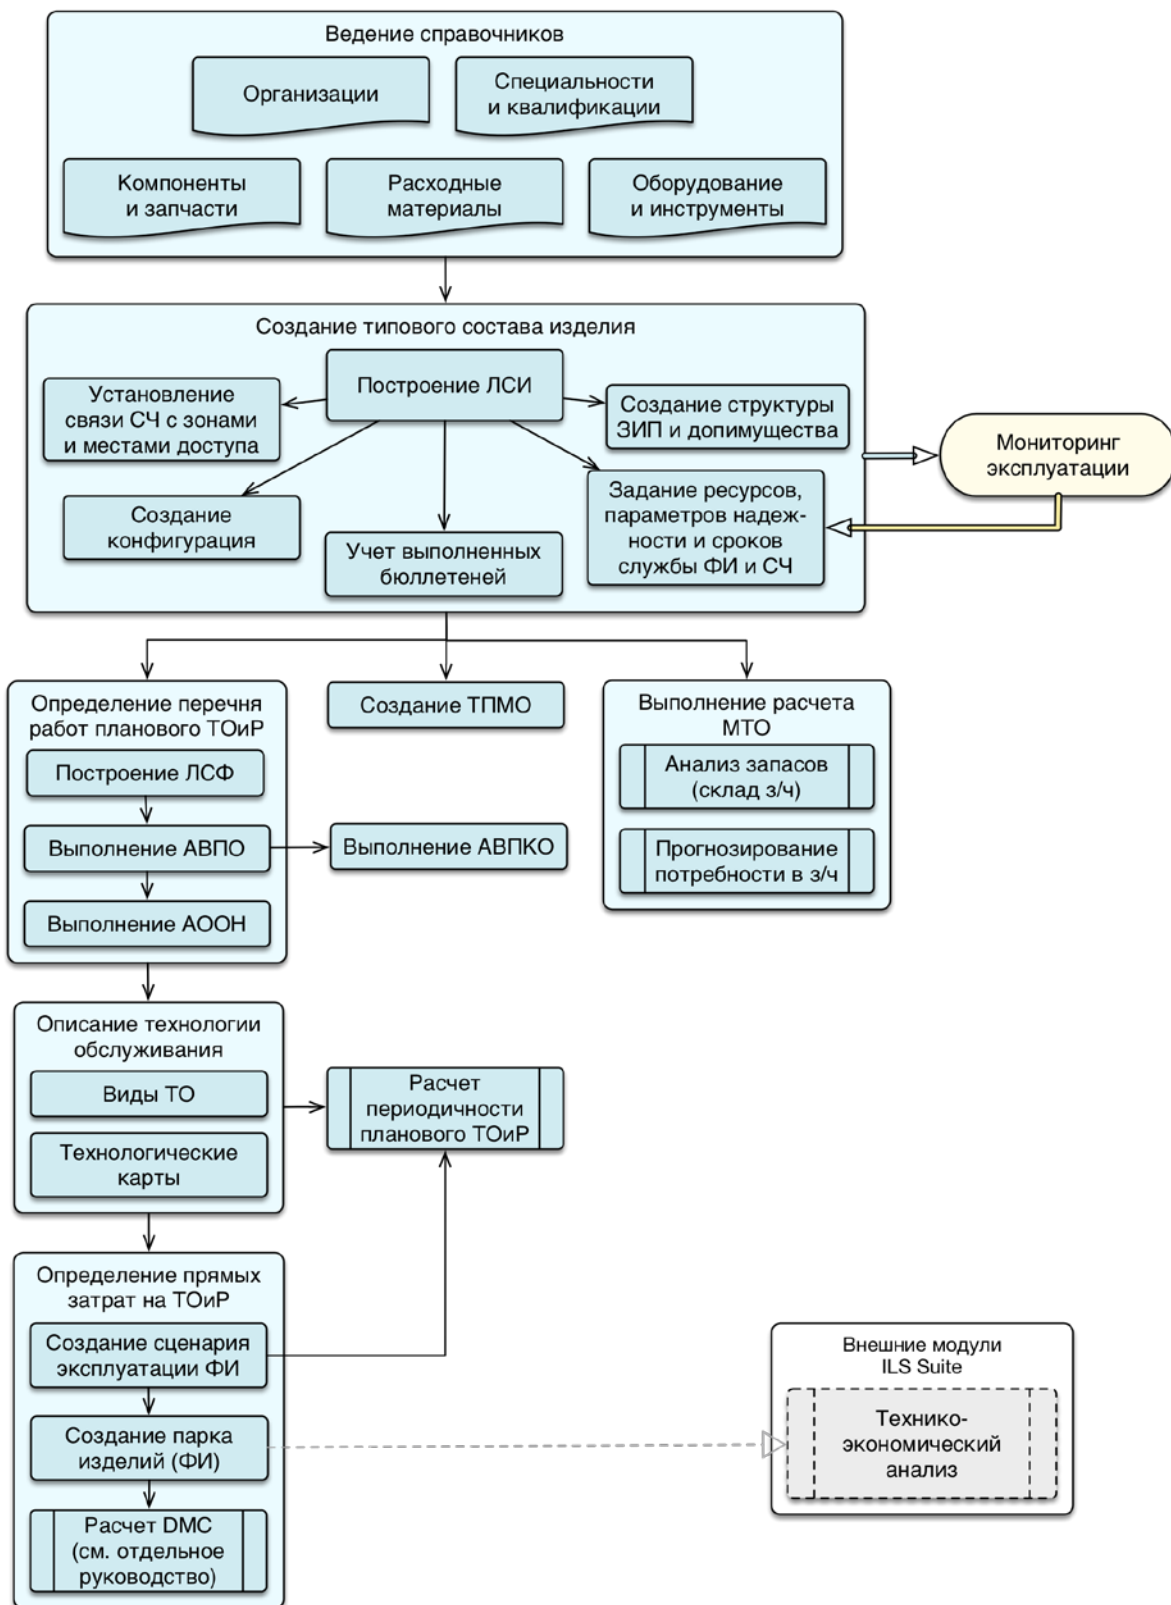 Ведение справочников
Организации
Специальности
и квалификации
Компоненты
и запчасти
Расходные
материалы
Оборудование
и инструменты
Создание типового состава изделия
Построение ЛСИ
Установление
связи СЧ с зонами
и местами доступа
Создание структуры
ЗИП и допимущества
Мониторинг
эксплуатации
Создание
конфигурация
Учет выполненных
бюллетеней
Задание ресурсов,
параметров надеж-
ности и сроков
службы ФИ и СЧ
Определение перечня
работ планового ТОиР
Построение ЛСФ
Выполнение АВПО
Выполнение АООН
Создание ТПМО
Выполнение АВПКО
Выполнение расчета
МТО
Анализ запасов
(склад з/ч)
Прогнозирование
потребности в з/ч
Описание технологии
обслуживания
Виды ТО
Технологические
карты
Расчет
периодичности
планового ТОиР
Определение прямых
затрат на ТОиР
Создание сценария
эксплуатации ФИ
Создание парка
изделий (ФИ)
Расчет DMC
(см. отдельное
руководство)
Внешние модули
ILS Suite
Технико-
экономический
анализ